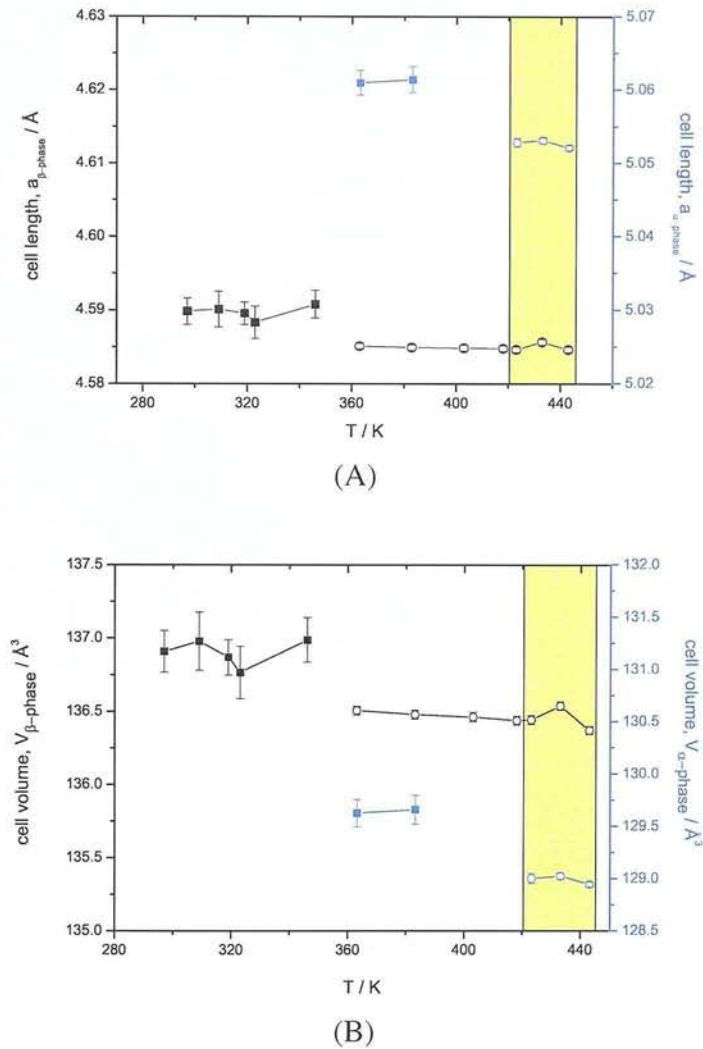 4.63
4.62
4.61
4.60
4.59
4.58
cell length, a β-phase / Å
5.07
5.06
5.05
5.04
5.03
5.02
cell length, a α-phase / Å
280 320 360 400 440
T / K
(A)
137.5
137.0
136.5
136.0
135.5
135.0
cell volume, V β-phase / Å³
132.0
131.5
131.0
130.5
130.0
129.5
129.0
128.5
cell volume, V α-phase / Å³
280 320 360 400 440
T / K
(B)